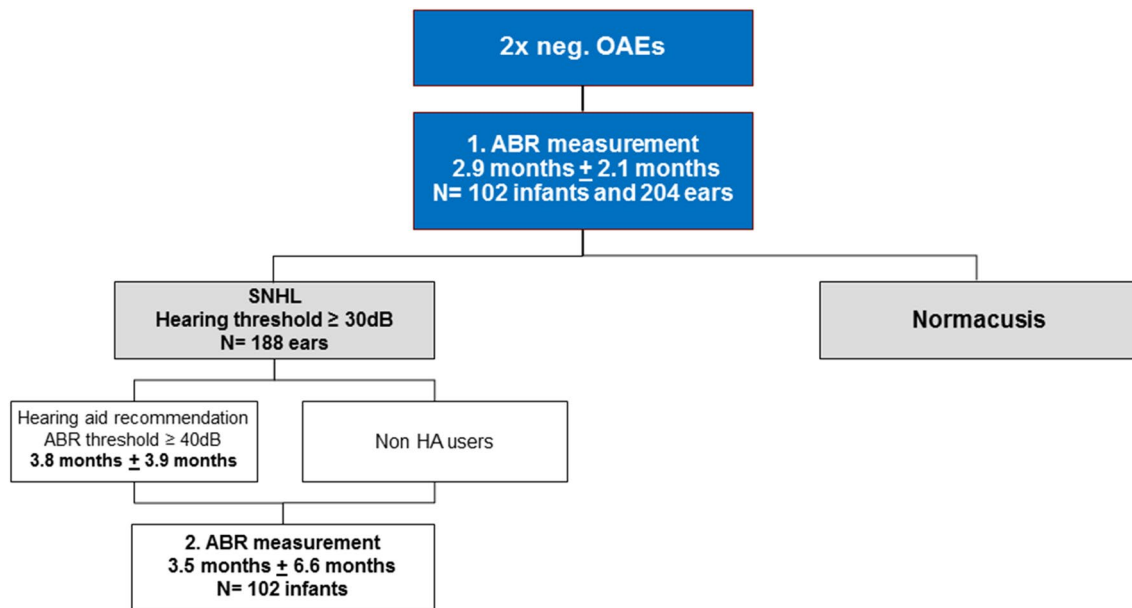 2x neg. OAEs
1. ABR measurement
2.9 months ± 2.1 months
N= 102 infants and 204 ears
SNHL
Hearing threshold ≥ 30dB
N= 188 ears
Normacusis
Hearing aid recommendation
ABR threshold ≥ 40dB
3.8 months ± 3.9 months
Non HA users
2. ABR measurement
3.5 months ± 6.6 months
N= 102 infants